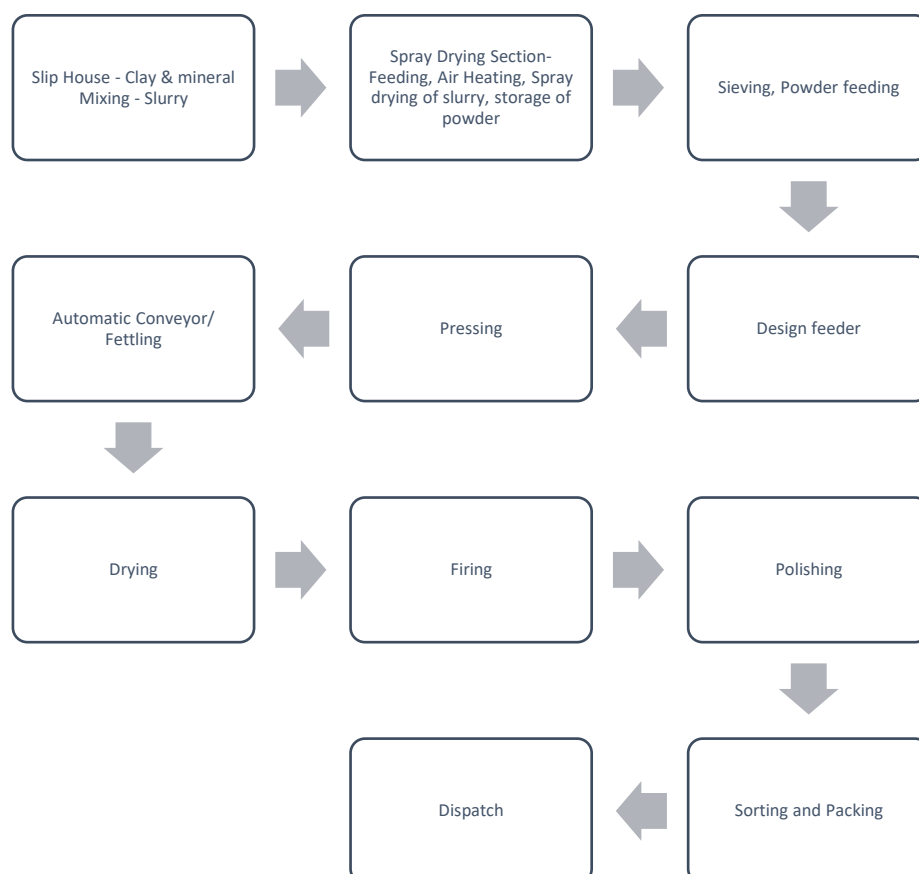 Slip House - Clay & mineral
Mixing - Slurry
Spray Drying Section-
Feeding, Air Heating, Spray
drying of slurry, storage of
powder
Sieving, Powder feeding
Design feeder
Pressing
Automatic Conveyor/
Fettling
Drying
Firing
Polishing
Sorting and Packing
Dispatch